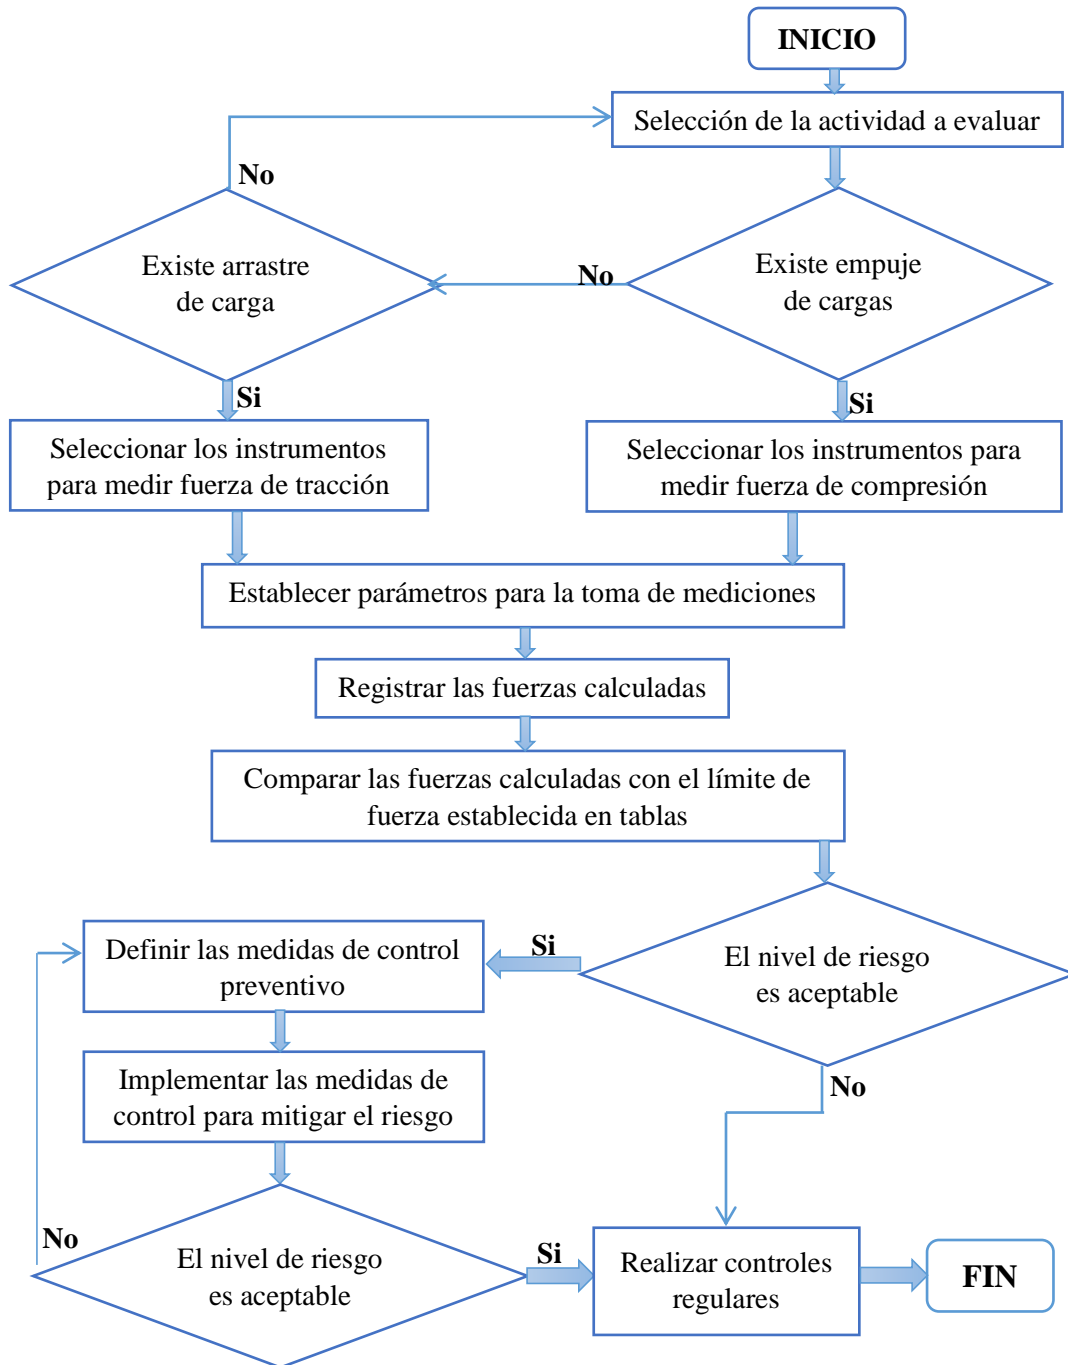 INICIO
Selección de la actividad a evaluar
No
Existe arrastre
de carga
No
Existe empuje
de cargas
Si
Si
Seleccionar los instrumentos
para medir fuerza de tracción
Seleccionar los instrumentos para
medir fuerza de compresión
Establecer parámetros para la toma de mediciones
Registrar las fuerzas calculadas
Comparar las fuerzas calculadas con el límite de
fuerza establecida en tablas
Definir las medidas de control
preventivo
Si
El nivel de riesgo
es aceptable
Implementar las medidas de
control para mitigar el riesgo
No
No
El nivel de riesgo
es aceptable
Si
Realizar controles
regulares
FIN